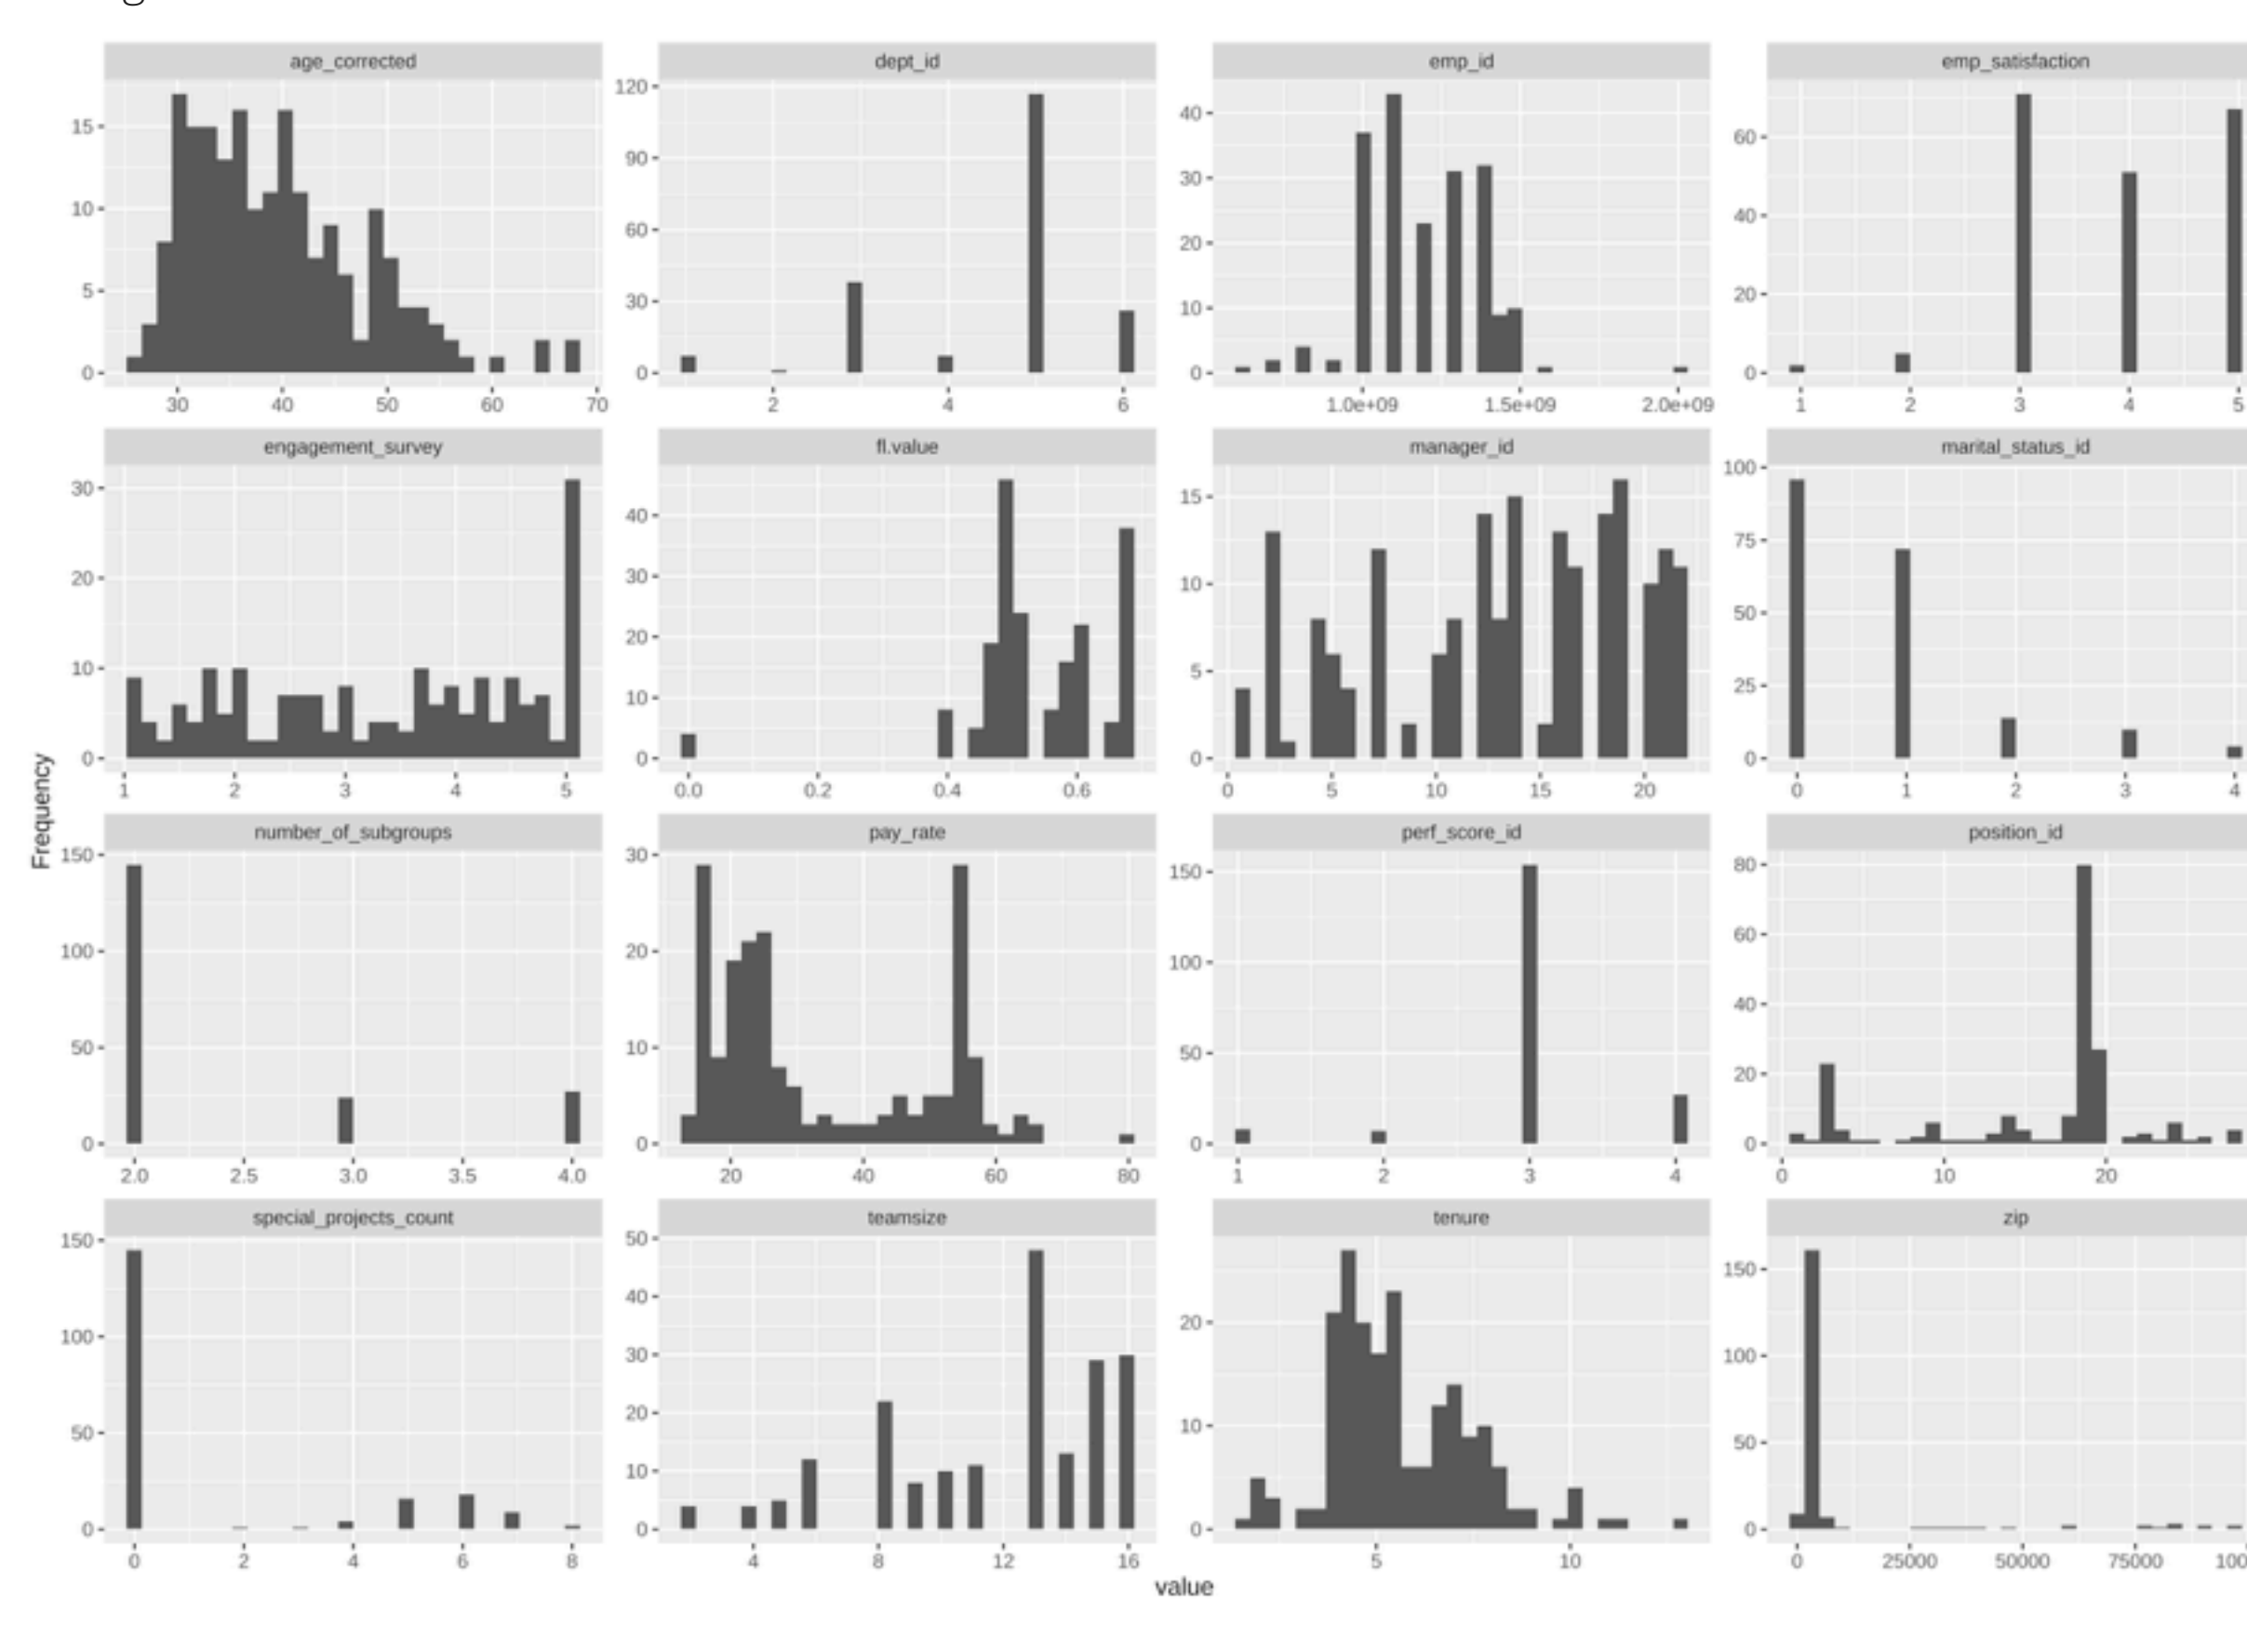 age_corrected dept_id emp_id emp_satisfaction
15 10 5 0
120 90 60 30 0
40 30 20 10 0
60 40 20 0
30 40 50 60 70
2 4 6
1.0e+09 1.5e+09 2.0e+09
1 2 3 4 5
engagement_survey fl.value manager_id marital_status_id
30 20 10 0
40 30 20 10 0
15 10 5 0
100 75 50 25 0
1 2 3 4 5
0.0 0.2 0.4 0.6
0 5 10 15 20
0 1 2 3 4
Frequency
number_of_subgroups pay_rate perf_score_id position_id
150 100 50 0
30 20 10 0
150 100 50 0
80 60 40 20 0
2.0 2.5 3.0 3.5 4.0
20 40 60 80
1 2 3 4
0 10 20
special_projects_count teamsize tenure zip
150 100 50 0
50 40 30 20 10 0
20 10 0
150 100 50 0
0 2 4 6 8
4 8 12 16
5 10
0 25000 50000 75000
value